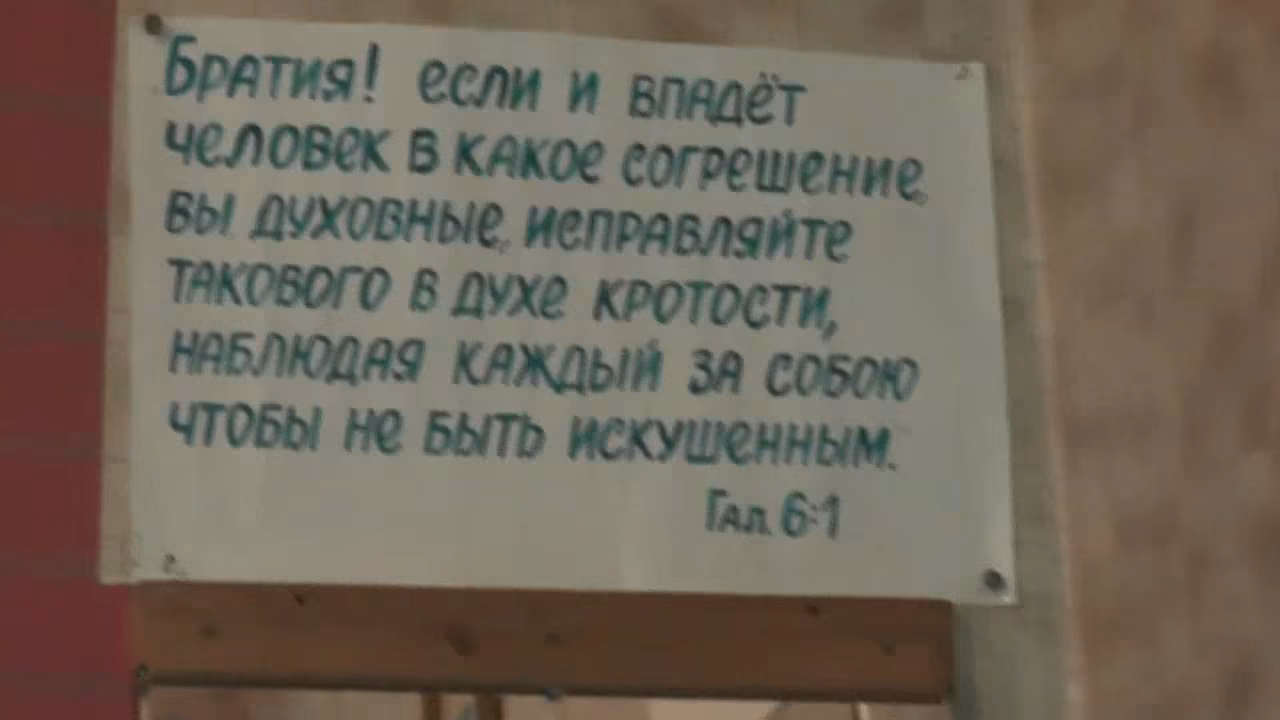 Братия! если и впадёт
человек в какое согрешение,
вы духовные, исправляйте
такового в духе кротости,
наблюдая каждый за собою
чтобы не быть искушенным.
Гал. 6:1